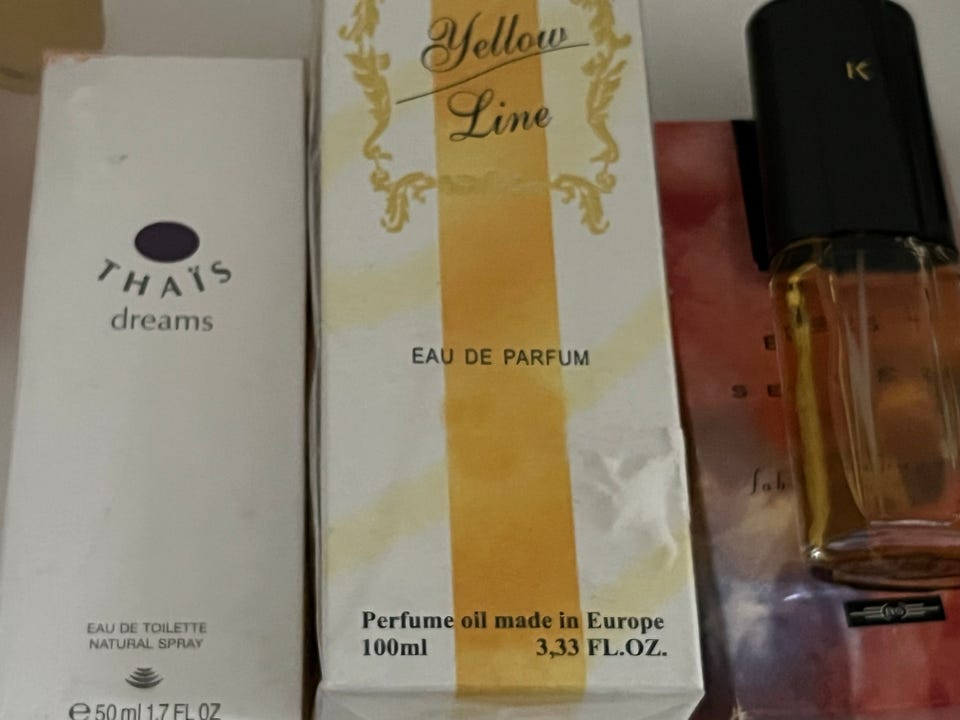 THAÏS
dreams
EAU DE TOILETTE
NATURAL SPRAY
℮ 50 ml 1.7 FL OZ
Yellow
Line
EAU DE PARFUM
Perfume oil made in Europe
100ml 3,33 FL.OZ.
K